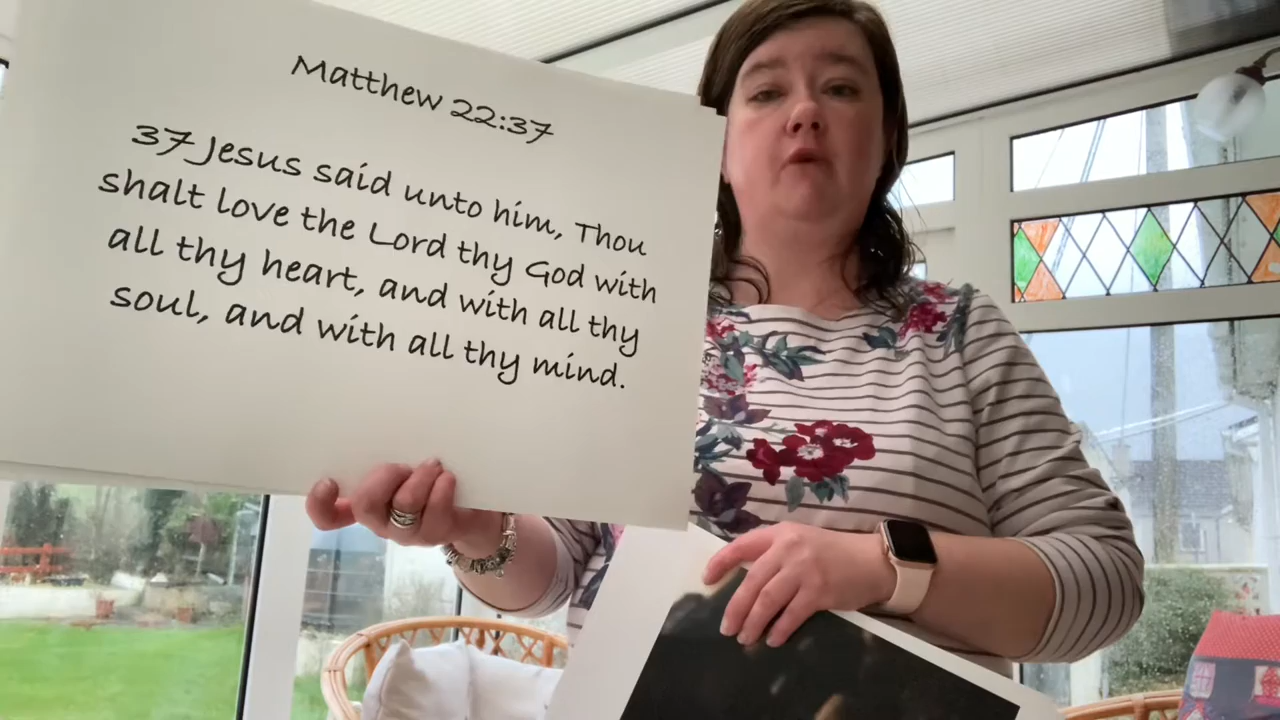 Matthew 22:37
37 Jesus said unto him, Thou
shalt love the Lord thy God with
all thy heart, and with all thy
soul, and with all thy mind.